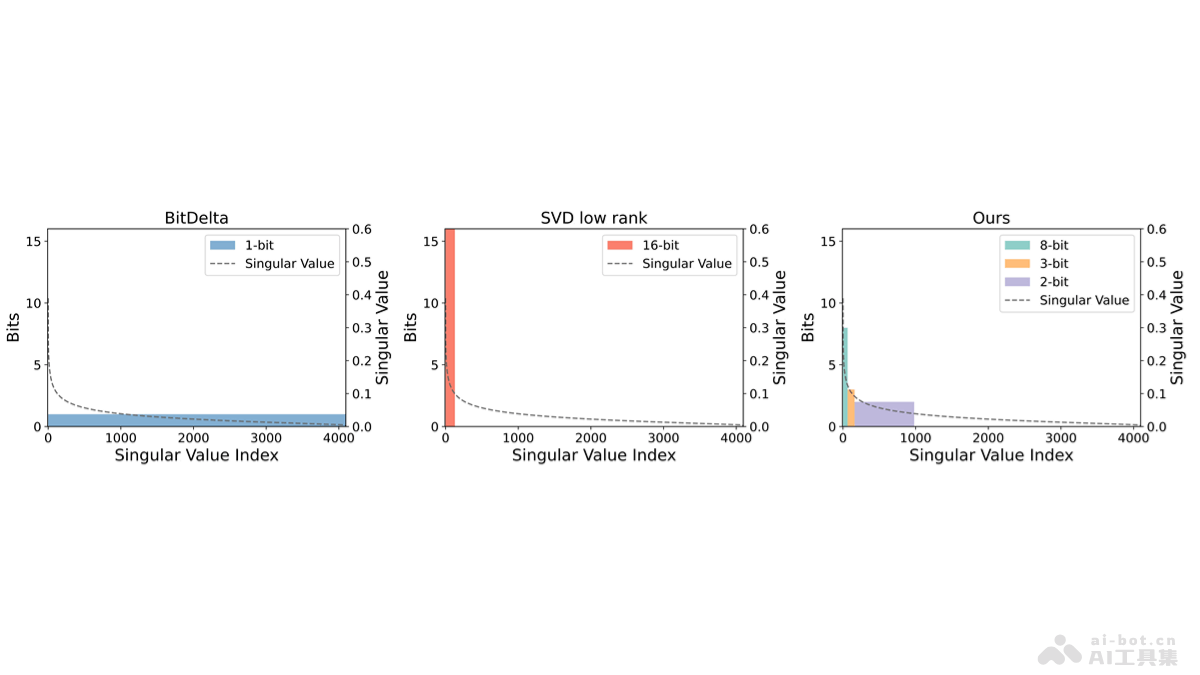 BitDelta
15
10
5
0
Bits
0.6
0.5
0.4
0.3
0.2
0.1
0.0
Singular Value
1-bit
Singular Value
0 1000 2000 3000 4000
Singular Value Index
SVD low rank
15
10
5
0
Bits
0.6
0.5
0.4
0.3
0.2
0.1
0.0
Singular Value
16-bit
Singular Value
0 1000 2000 3000 4000
Singular Value Index
Ours
15
10
5
0
Bits
0.6
0.5
0.4
0.3
0.2
0.1
0.0
Singular Value
8-bit
3-bit
2-bit
Singular Value
0 1000 2000 3000 4000
Singular Value Index
ai-bot.cn
AI工具集